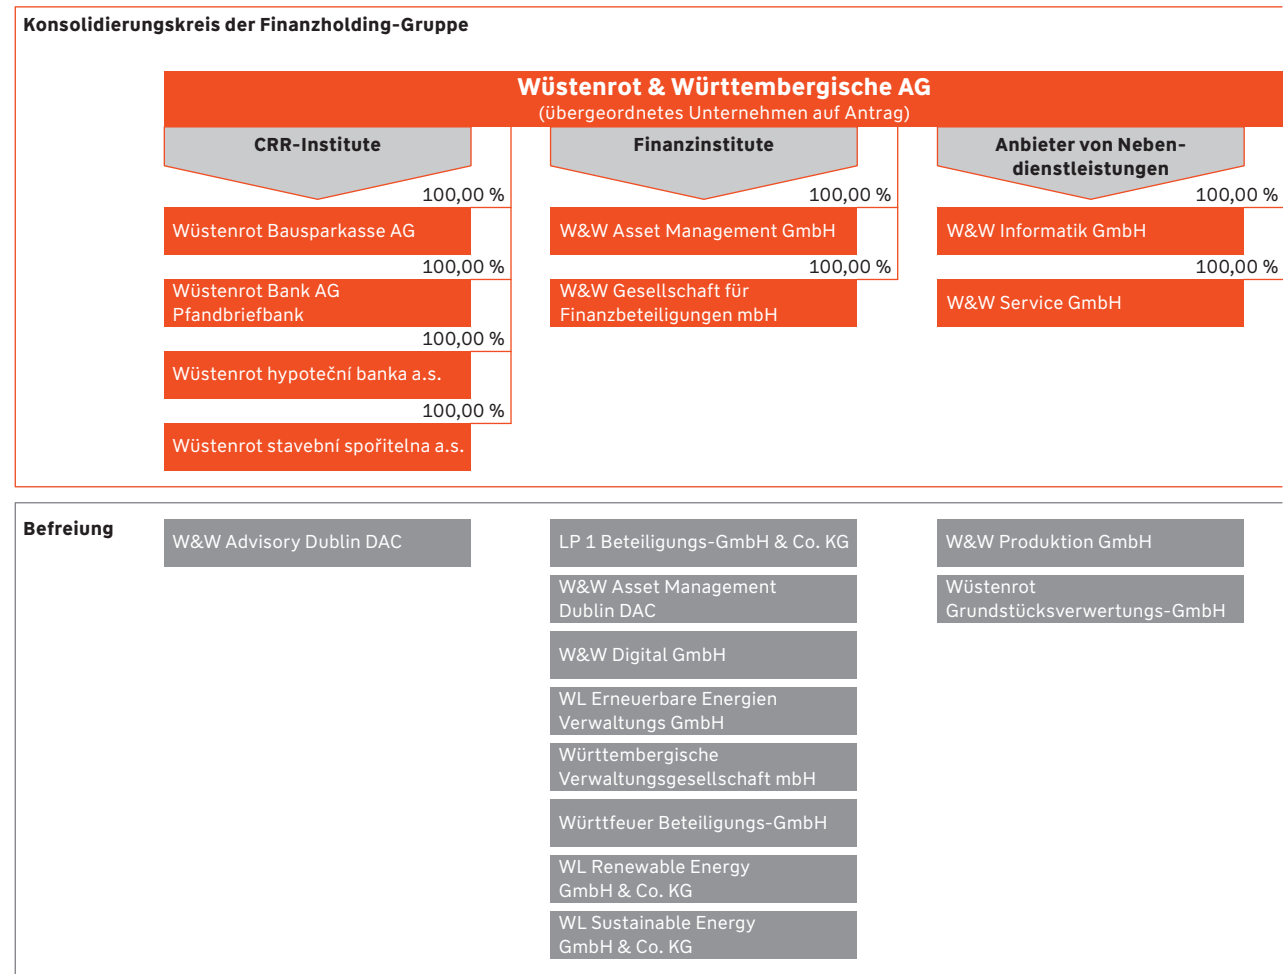 Konsolidierungskreis der Finanzholding-Gruppe
Wüstenrot & Württembergische AG
(übergeordnetes Unternehmen auf Antrag)
CRR-Institute
100,00 %
Wüstenrot Bausparkasse AG
100,00 %
Wüstenrot Bank AG
Pfandbriefbank
100,00 %
Wüstenrot hypoteční banka a.s.
100,00 %
Wüstenrot stavební spořitelna a.s.
Finanzinstitute
100,00 %
W&W Asset Management GmbH
100,00 %
W&W Gesellschaft für
Finanzbeteiligungen mbH
Anbieter von Neben-
dienstleistungen
100,00 %
W&W Informatik GmbH
100,00 %
W&W Service GmbH
Befreiung
W&W Advisory Dublin DAC
LP 1 Beteiligungs-GmbH & Co. KG
W&W Asset Management
Dublin DAC
W&W Digital GmbH
WL Erneuerbare Energien
Verwaltungs GmbH
Württembergische
Verwaltungsgesellschaft mbH
Württfeuer Beteiligungs-GmbH
WL Renewable Energy
GmbH & Co. KG
WL Sustainable Energy
GmbH & Co. KG
W&W Produktion GmbH
Wüstenrot
Grundstücksverwertungs-GmbH